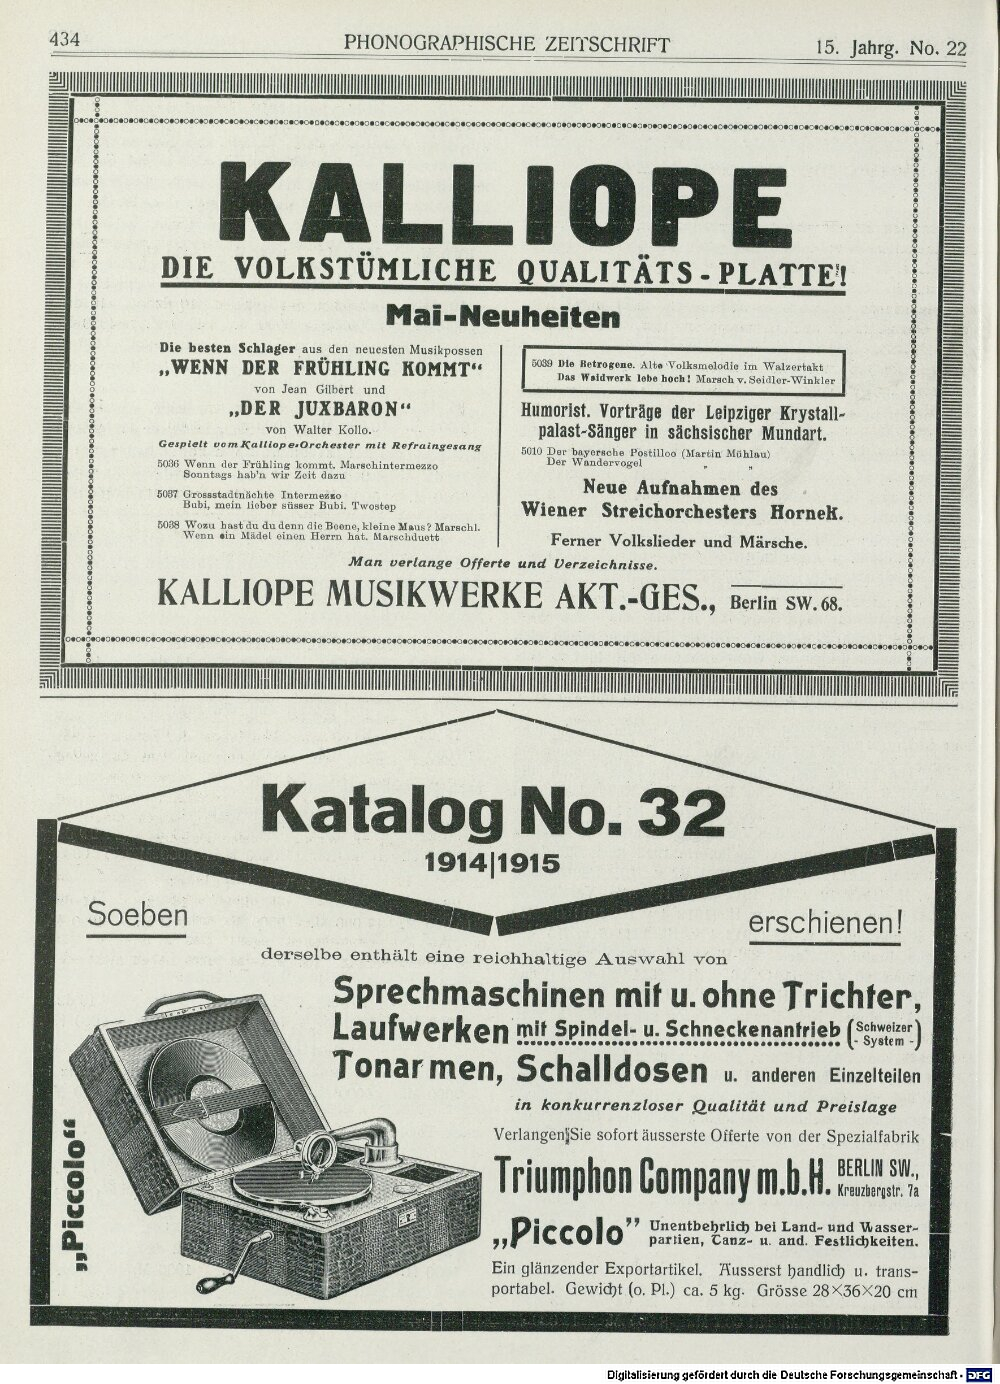 434
PHONOGRAPHISCHE ZEITSCHRIFT
15. Jahrg. No. 22
KALLIOPE
DIE VOLKSTÜMLICHE QUALITÄTS-PLATTE!
Mai-Neuheiten
Die besten Schlager aus den neuesten Musikpossen
„WENN DER FRÜHLING KOMMT“
von Jean Gilbert und
„DER JUXBARON“
von Walter Kollo.
Gespielt vom Kalliope-Orchester mit Refraingesang
5036 Wenn der Frühling kommt. Marschintermezzo
Sonntags hab'n wir Zeit dazu
5037 Grossstadtnächte Intermezzo
Bubi, mein lieber süsser Bubi. Twostep
5038 Wozu hast du du denn die Beene, kleine Maus? Marschl.
Wenn ein Mädel einen Herrn hat. Marschduett
5039 Die Betrogene. Alte Volksmelodie im Walzertakt
Das Waidwerk lebe hoch! Marsch v. Seidler-Winkler
Humorist. Vorträge der Leipziger Krystall-
palast-Sänger in sächsischer Mundart.
5010 Der bayersche Postilloo (Martin Mühlau)
Der Wandervogel " "
Neue Aufnahmen des
Wiener Streichorchesters Hornek.
Ferner Volkslieder und Märsche.
Man verlange Offerte und Verzeichnisse.
KALLIOPE MUSIKWERKE AKT.-GES., Berlin SW. 68.
Katalog No. 32
1914|1915
Soeben
erschienen!
derselbe enthält eine reichhaltige Auswahl von
Sprechmaschinen mit u. ohne Trichter,
Laufwerken mit Spindel- u. Schneckenantrieb (Schweizer
- System -)
Tonarmen, Schalldosen u. anderen Einzelteilen
in konkurrenzloser Qualität und Preislage
Verlangen Sie sofort äusserste Offerte von der Spezialfabrik
Triumphon Company m.b.H. BERLIN SW.,
Kreuzbergstr. 7a
„Piccolo“
„Piccolo” Unentbehrlich bei Land- und Wasser-
partien, Tanz- u. and. Festlichkeiten.
Ein glänzender Exportartikel. Äusserst handlich u. trans-
portabel. Gewicht (o. Pl.) ca. 5 kg. Grösse 28×36×20 cm
Digitalisierung gefördert durch die Deutsche Forschungsgemeinschaft - DFG